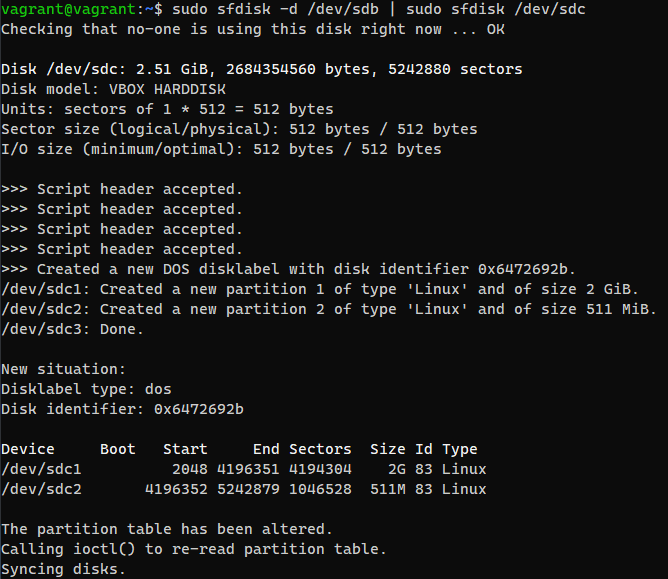 vagrant@vagrant:~$ sudo sfdisk -d /dev/sdb | sudo sfdisk /dev/sdc
Checking that no-one is using this disk right now ... OK

Disk /dev/sdc: 2.51 GiB, 2684354560 bytes, 5242880 sectors
Disk model: VBOX HARDDISK
Units: sectors of 1 * 512 = 512 bytes
Sector size (logical/physical): 512 bytes / 512 bytes
I/O size (minimum/optimal): 512 bytes / 512 bytes

>>> Script header accepted.
>>> Script header accepted.
>>> Script header accepted.
>>> Script header accepted.
>>> Created a new DOS disklabel with disk identifier 0x6472692b.
/dev/sdc1: Created a new partition 1 of type 'Linux' and of size 2 GiB.
/dev/sdc2: Created a new partition 2 of type 'Linux' and of size 511 MiB.
/dev/sdc3: Done.

New situation:
Disklabel type: dos
Disk identifier: 0x6472692b

Device     Boot   Start     End Sectors  Size Id Type
/dev/sdc1          2048 4196351 4194304    2G 83 Linux
/dev/sdc2       4196352 5242879 1046528  511M 83 Linux

The partition table has been altered.
Calling ioctl() to re-read partition table.
Syncing disks.